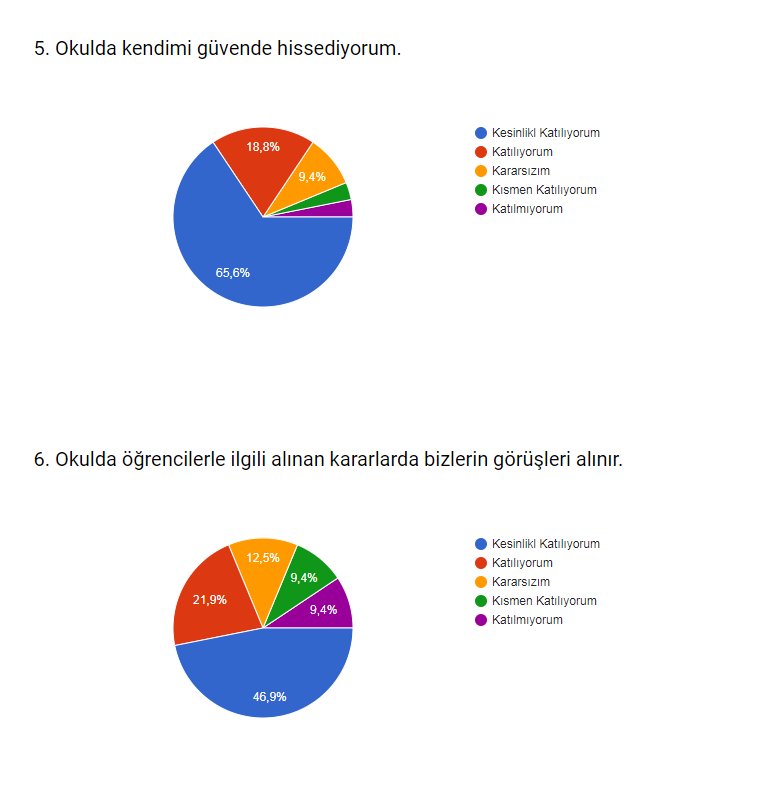 5. Okulda kendimi güvende hissediyorum.
18,8%
9,4%
65,6%
Kesinlikl Katılıyorum
Katılıyorum
Kararsızım
Kısmen Katılıyorum
Katılmıyorum
6. Okulda öğrencilerle ilgili alınan kararlarda bizlerin görüşleri alınır.
12,5%
9,4%
21,9%
9,4%
46,9%
Kesinlikl Katılıyorum
Katılıyorum
Kararsızım
Kısmen Katılıyorum
Katılmıyorum